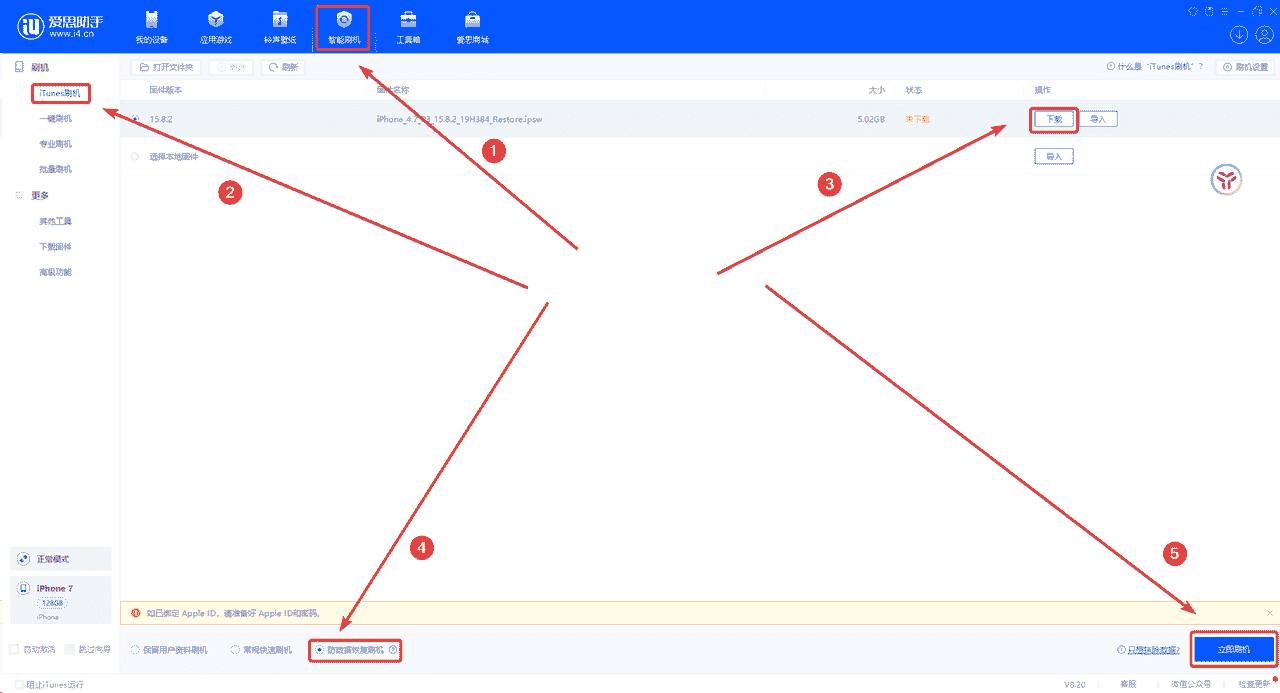 iU 爱思助手
www.i4.cn
我的设备 应用游戏 铃声壁纸 智能刷机 工具箱 爱思商城
刷机
iTunes刷机
一键刷机
专业刷机
批量刷机
更多
其他工具
下载固件
高级功能
打开文件夹 删除 刷新 什么是“iTunes刷机”? 刷机设置
固件版本 固件名称 大小 状态 操作
15.8.2 5.02GB 未下载 下载 导入
选择本地固件 导入
1
2
3
4
5
正常模式
iPhone 7
128GB
iPhone
如已绑定 Apple ID，请准备好 Apple ID和密码。
自动激活 跳过向导 保留用户资料刷机 常规快速刷机 防数据恢复刷机 只想抹除数据? 立即刷机
阻止iTunes运行 V8.20 客服 微信公众号 检查更新